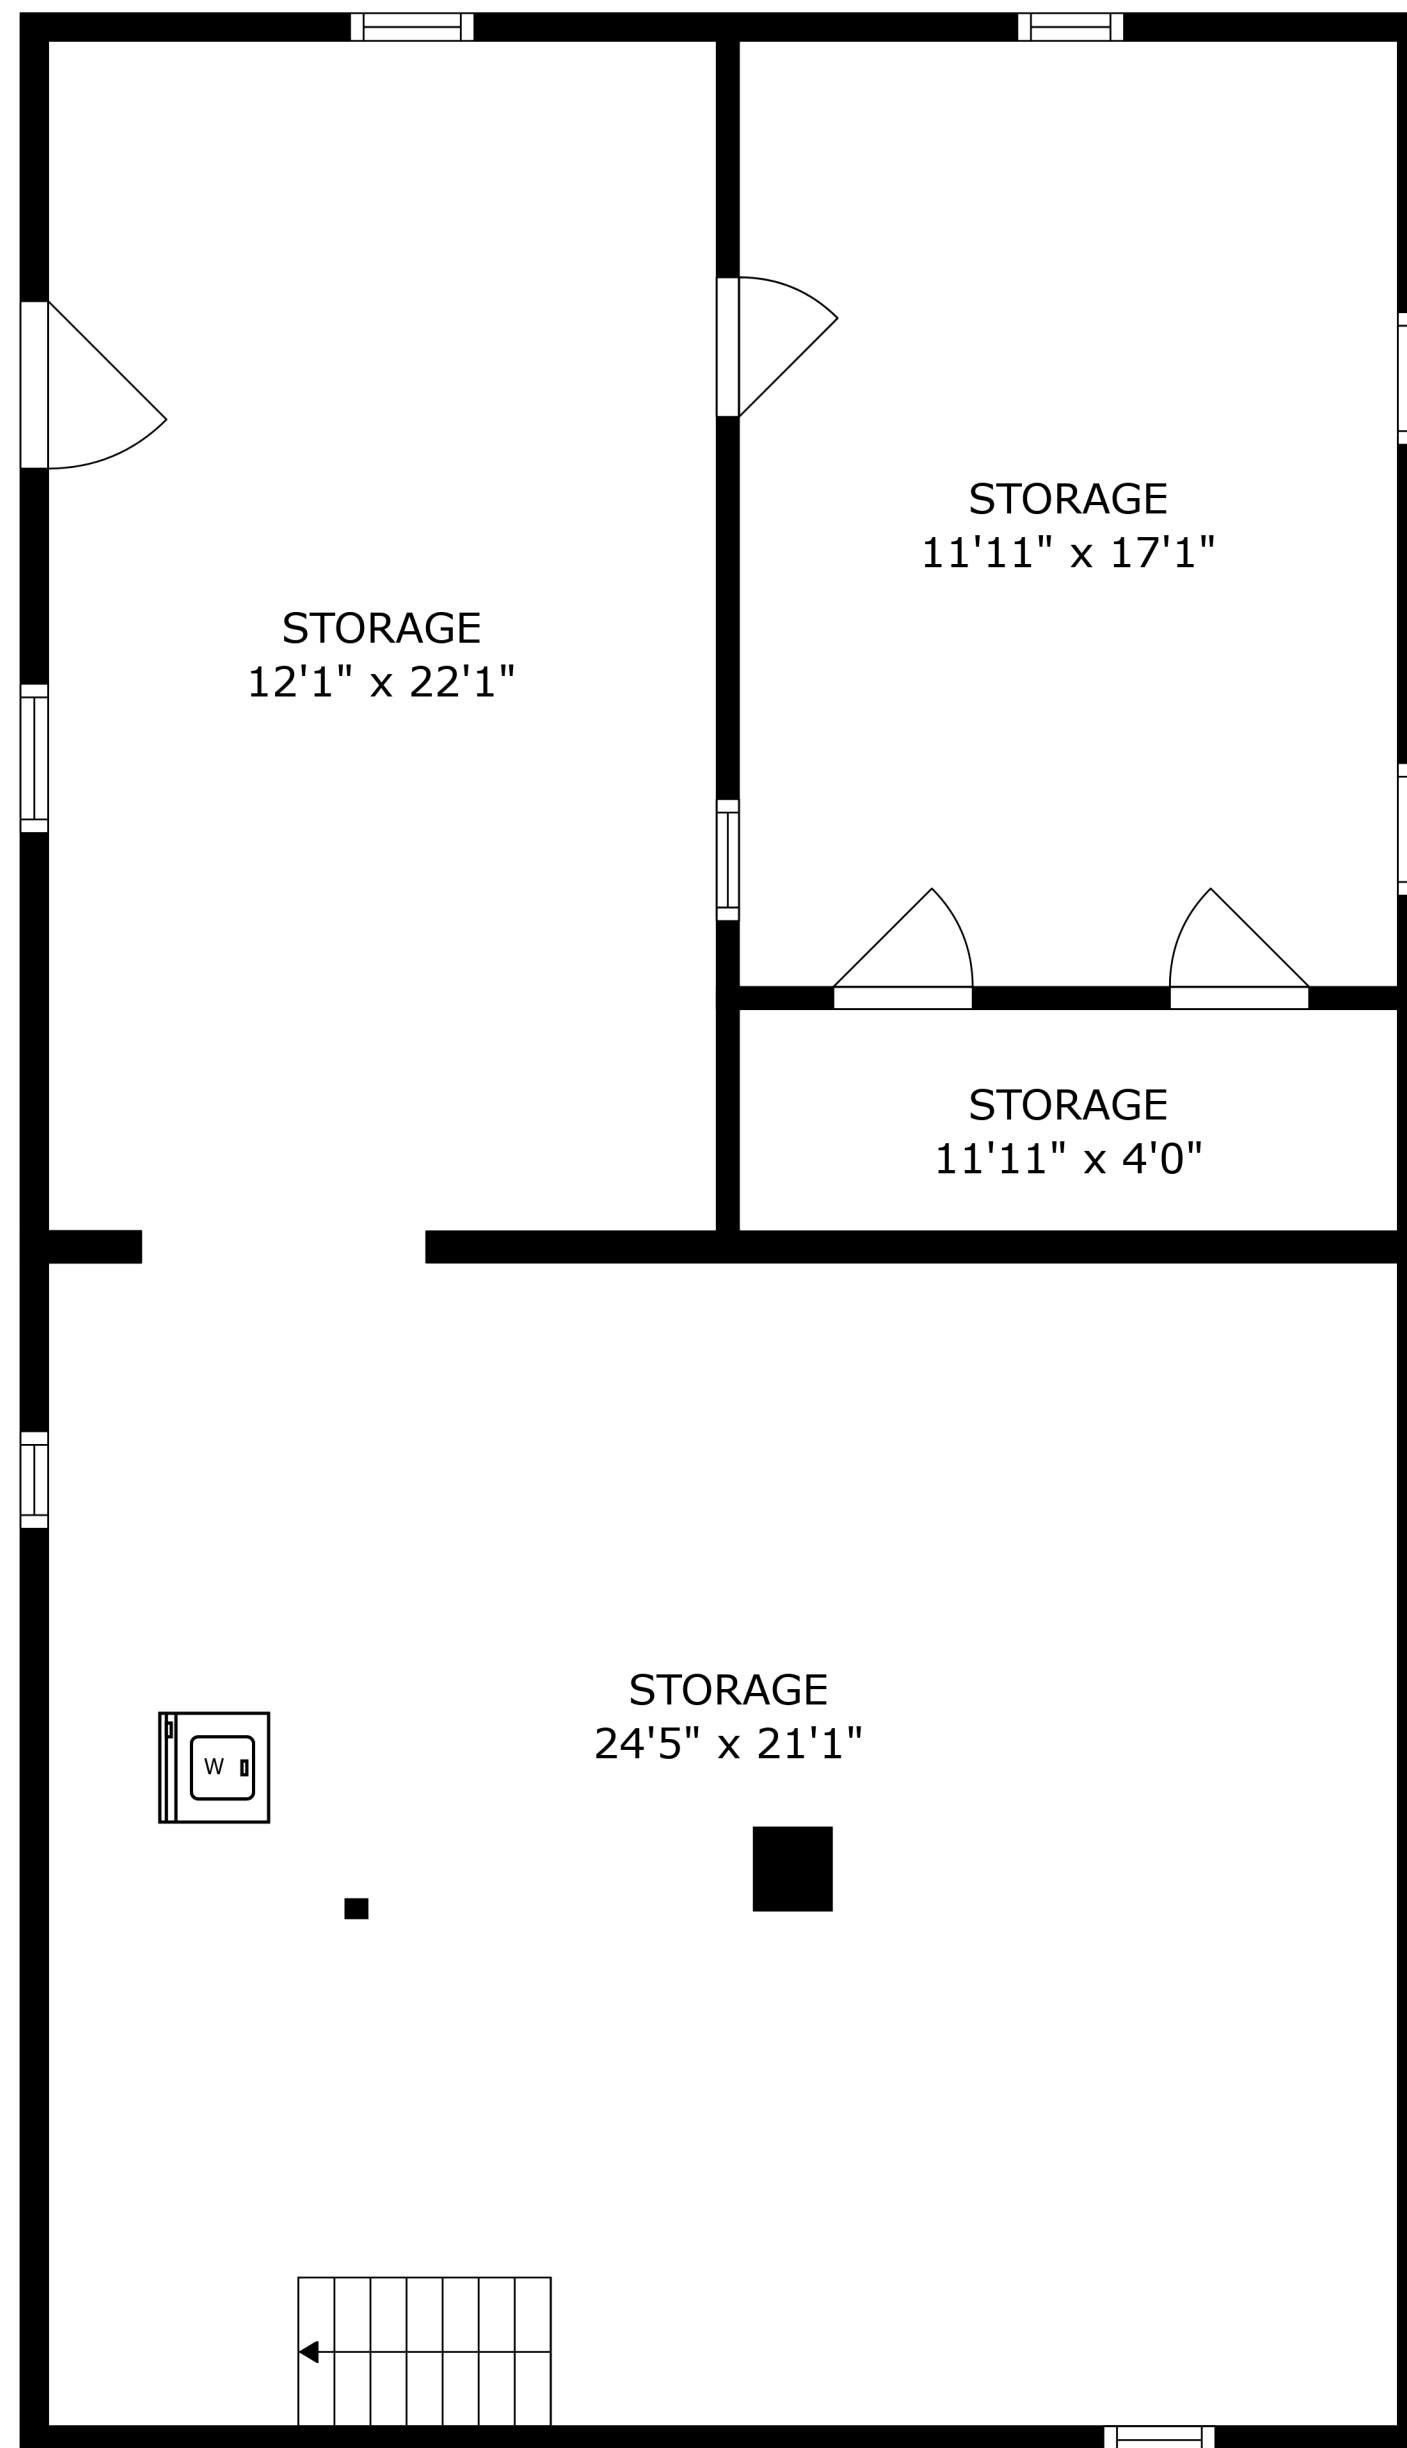 STORAGE
11'11" x 17'1"
STORAGE
12'1" x 22'1"
STORAGE
11'11" x 4'0"
STORAGE
24'5" x 21'1"
W